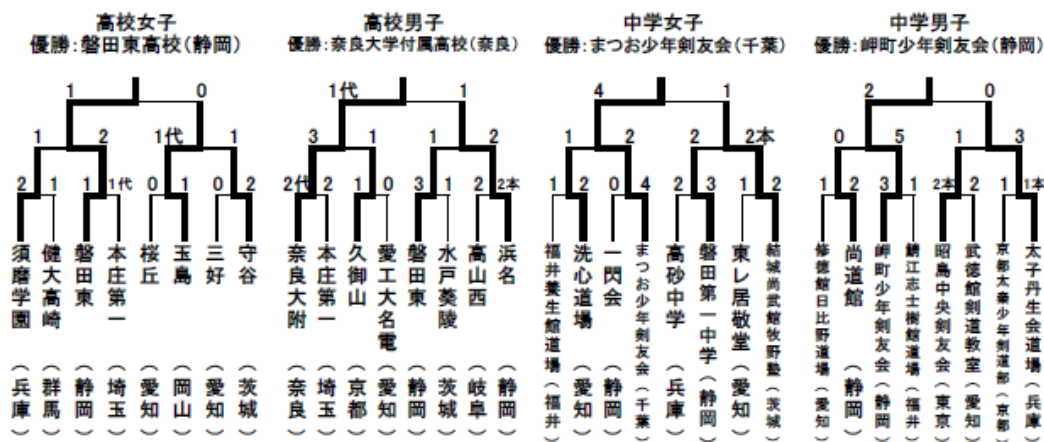 高校女子
優勝：磐田東高校(静岡)
1 0
1 2 1代 1
2 1 1 1代 0 1 0 2
須磨学園（兵庫）
健大高崎（群馬）
磐田東（静岡）
本庄第一（埼玉）
桜丘（愛知）
玉島（岡山）
三好（愛知）
守谷（茨城）
高校男子
優勝：奈良大学付属高校(奈良)
1代 1
3 1 1 2
2代 2 1 0 3 1 2 2本
奈良大附（奈良）
本庄第一（埼玉）
久御山（京都）
愛工大名電（愛知）
磐田東（静岡）
水戸葵陵（茨城）
高山西（岐阜）
浜名（静岡）
中学女子
優勝：まつお少年剣友会(千葉)
4 1
1 2 2 2本
1 2 0 4 2 3 1 2
福井養生館道場（福井）
洗心道場（愛知）
一閃会（静岡）
まつお少年剣友会（千葉）
高砂中学（兵庫）
磐田第一中学（静岡）
東レ居敬堂（愛知）
結城尚武館牧野塾（茨城）
中学男子
優勝：岬町少年剣友会(静岡)
2 0
0 5 1 3
1 2 3 1 2本 2 1 1本
修徳館日比野道場（愛知）
尚道館（静岡）
岬町少年剣友会（静岡）
鯖江志士樹館道場（福井）
昭島中央剣友会（東京）
武徳館剣道教室（愛知）
京都太秦少年剣道部（京都）
太子丹生会道場（兵庫）